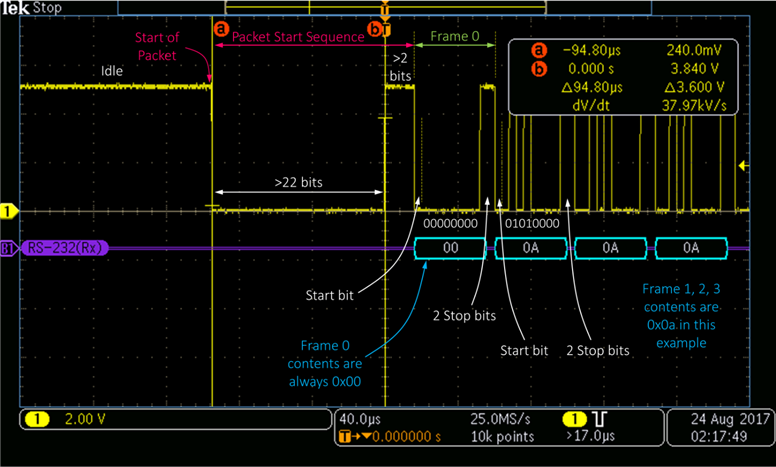 Tek Stop
a
b
T
Start of
Packet
Packet Start Sequence
Frame 0
Idle
>2
bits
a -94.80µs 240.0mV
b 0.000 s 3.840 V
Δ94.80µs Δ3.600 V
dV/dt 37.97kV/s
>22 bits
1
00000000 01010000
B1 RS-232(Rx)
00 0A 0A 0A
Start bit
2 Stop bits
Start bit
2 Stop bits
Frame 0
contents are
always 0x00
Frame 1, 2, 3
contents are
0x0a in this
example
1 2.00 V
40.0µs 25.0MS/s
T→▼0.000000 s 10k points
1
>17.0µs
24 Aug 2017
02:17:49